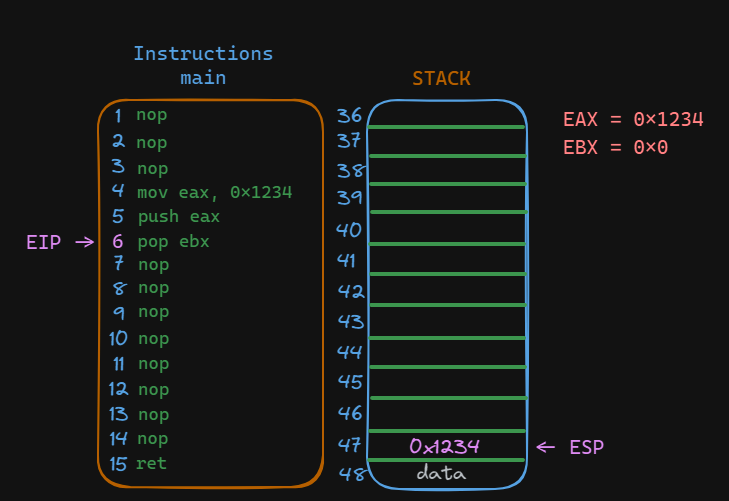 Instructions
main
1 nop
2 nop
3 nop
4 mov eax, 0x1234
5 push eax
EIP → 6 pop ebx
7 nop
8 nop
9 nop
10 nop
11 nop
12 nop
13 nop
14 nop
15 ret
STACK
36
37
38
39
40
41
42
43
44
45
46
47 0x1234 ← ESP
48 data
EAX = 0x1234
EBX = 0x0